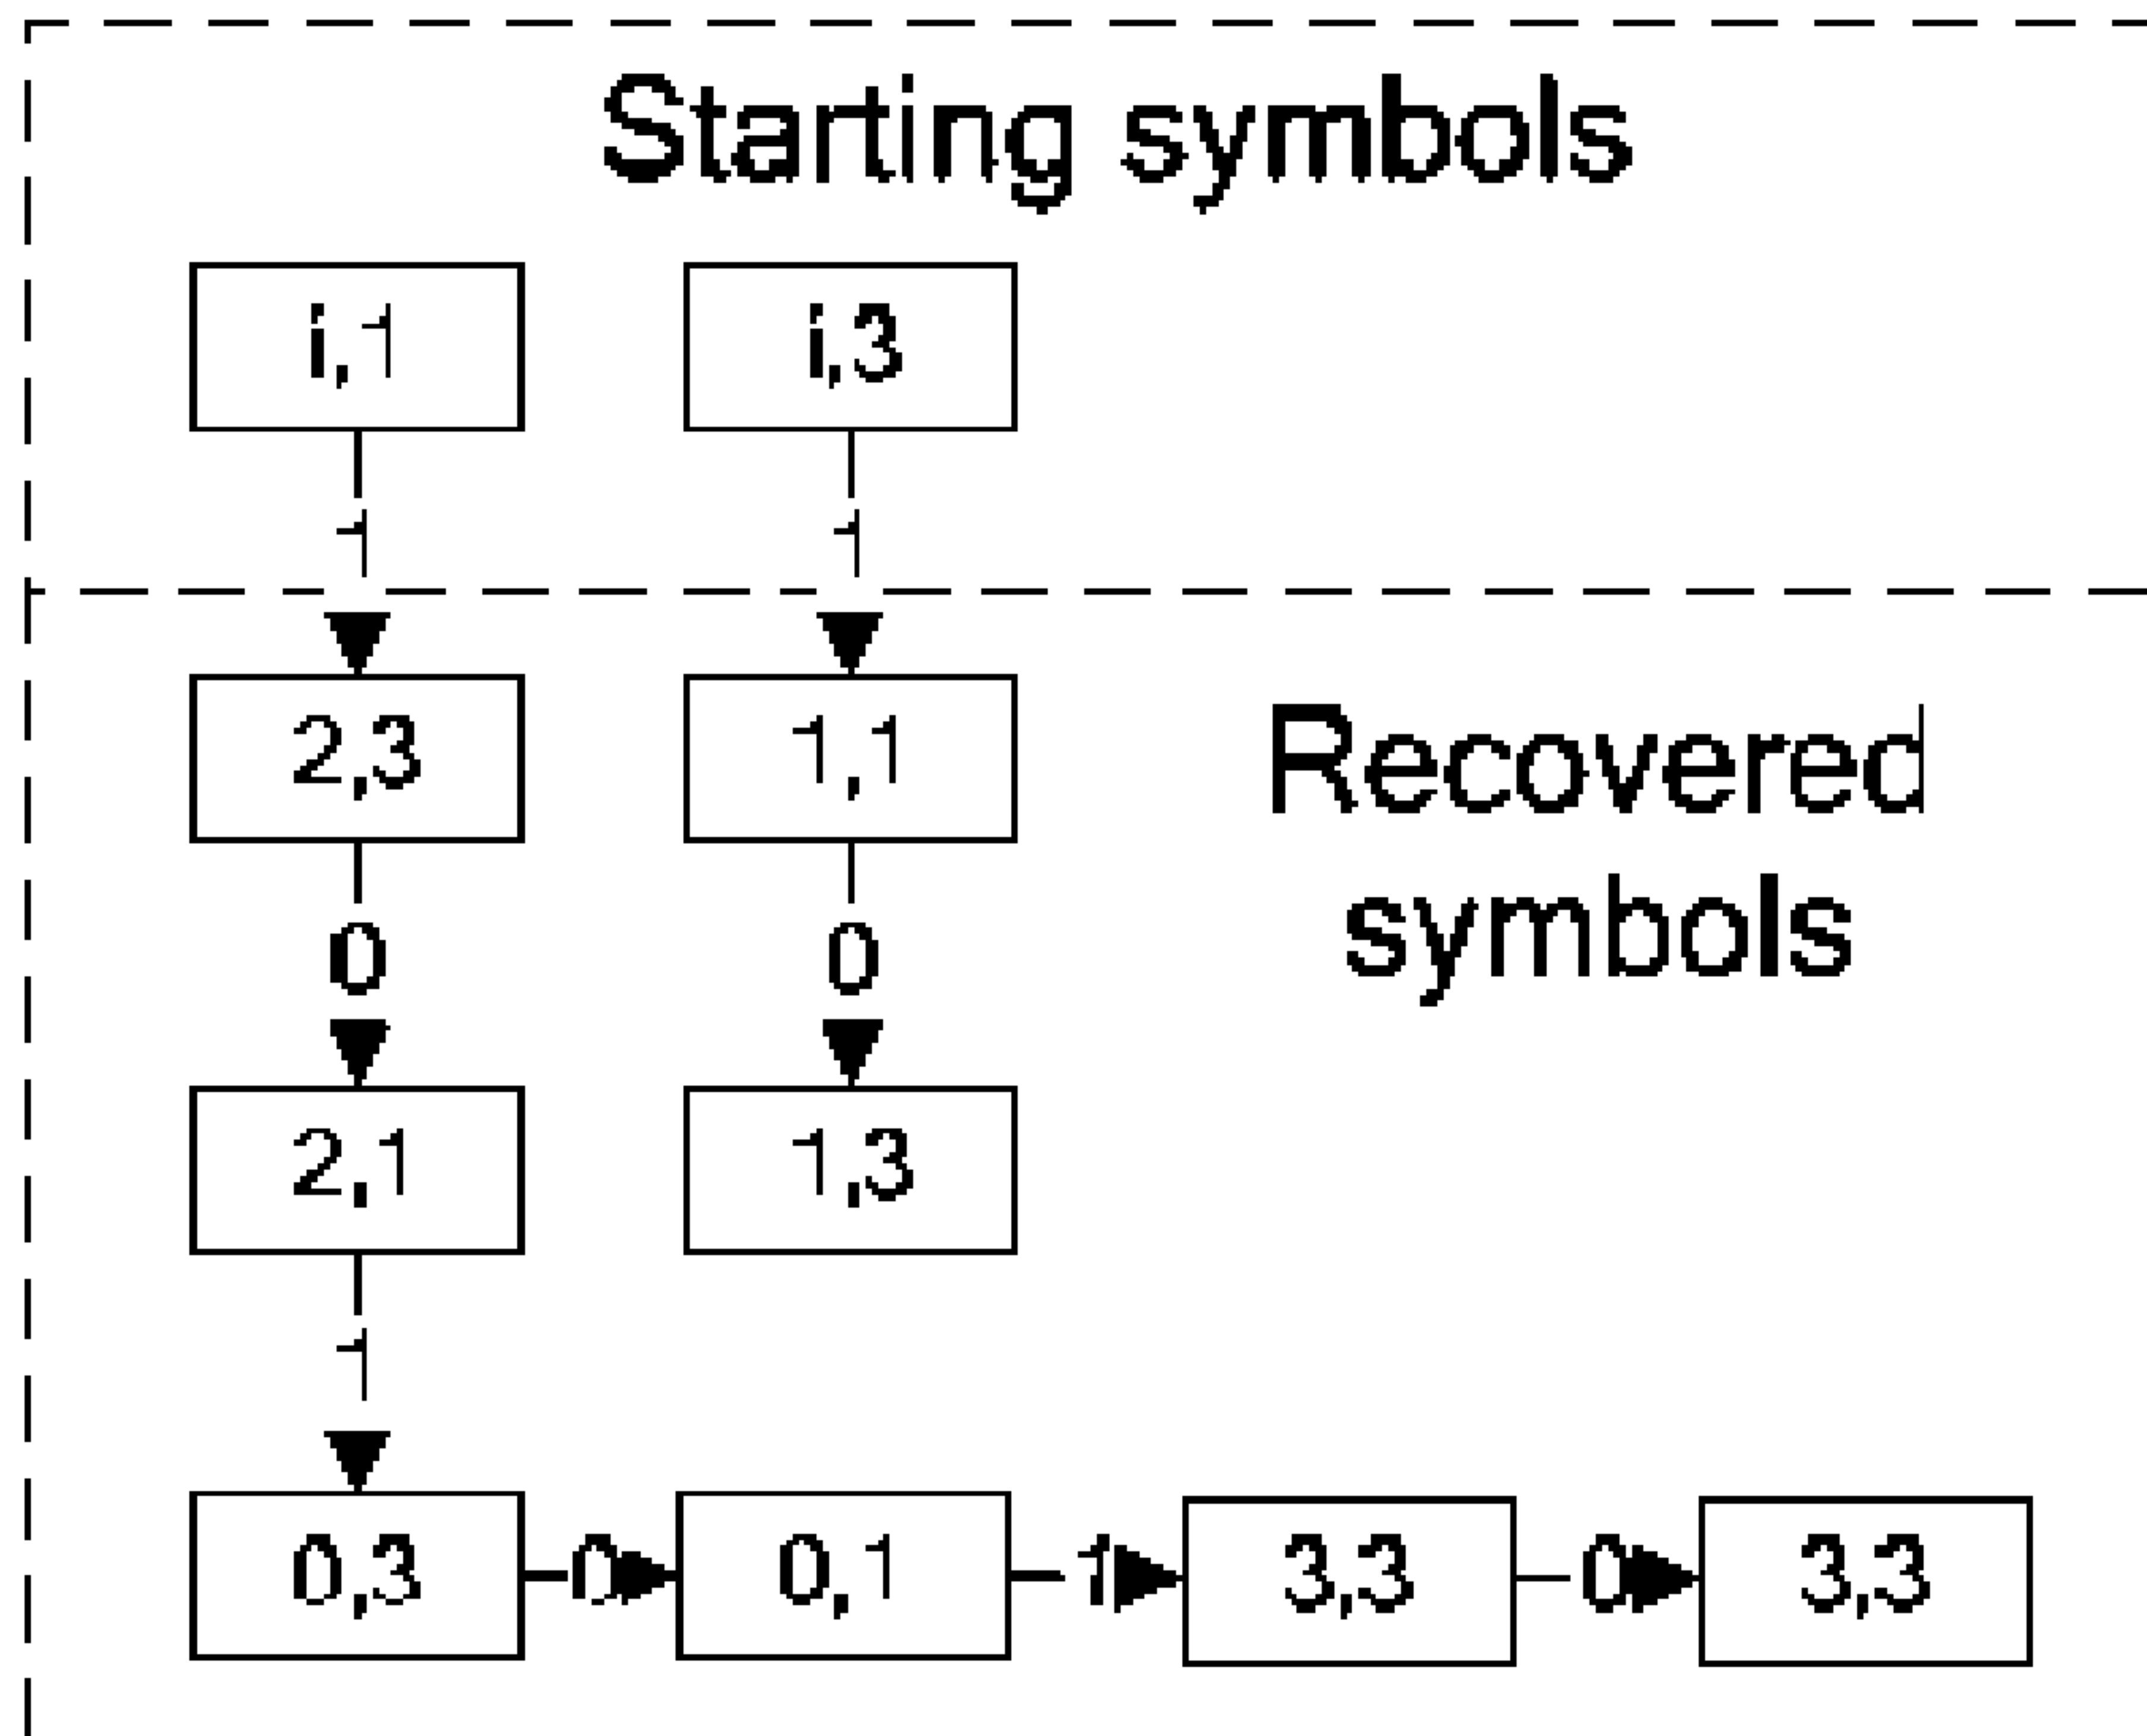 Starting symbols
i,1 i,3
1 1
2,3 1,1
Recovered
symbols
0 0
2,1 1,3
1
0,3 0 0,1 1 3,3 0 3,3